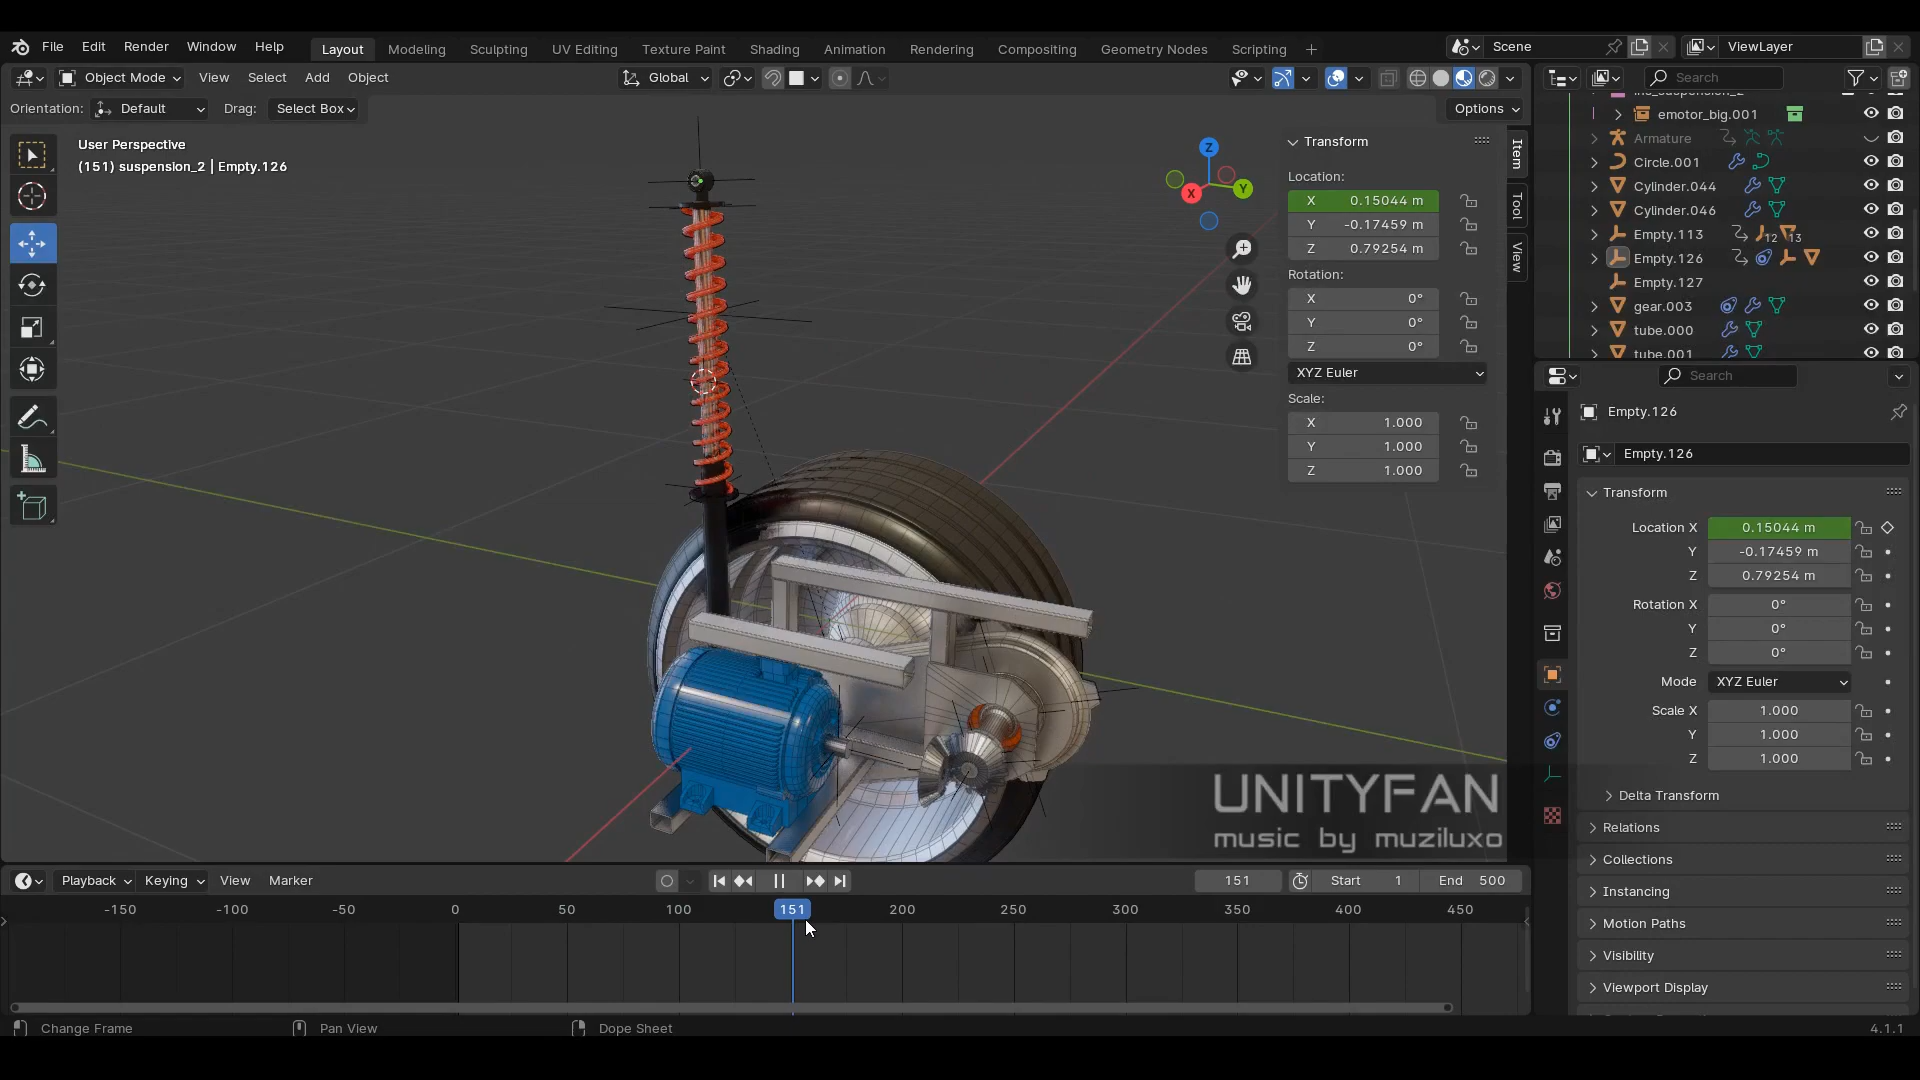 File Edit Render Window Help
Layout Modeling Sculpting UV Editing Texture Paint Shading Animation Rendering Compositing Geometry Nodes Scripting
Scene
ViewLayer
Object Mode View Select Add Object
Global
Search
Orientation: Default Drag: Select Box
Options
User Perspective
(151) suspension_2 | Empty.126
Z
Y
X
Transform
Location:
X 0.15044 m
Y -0.17459 m
Z 0.79254 m
Rotation:
X 0°
Y 0°
Z 0°
XYZ Euler
Scale:
X 1.000
Y 1.000
Z 1.000
Item
Tool
View
emotor_big.001
Armature
Circle.001
Cylinder.044
Cylinder.046
Empty.113 12 13
Empty.126
Empty.127
gear.003
tube.000
tube.001
Search
Empty.126
Empty.126
Transform
Location X 0.15044 m
Y -0.17459 m
Z 0.79254 m
Rotation X 0°
Y 0°
Z 0°
Mode XYZ Euler
Scale X 1.000
Y 1.000
Z 1.000
Delta Transform
Relations
Collections
Instancing
Motion Paths
Visibility
Viewport Display
UNITYFAN
music by muziluxo
Playback Keying View Marker
151 Start 1 End 500
-150 -100 -50 0 50 100 151 200 250 300 350 400 450
Change Frame Pan View Dope Sheet
4.1.1